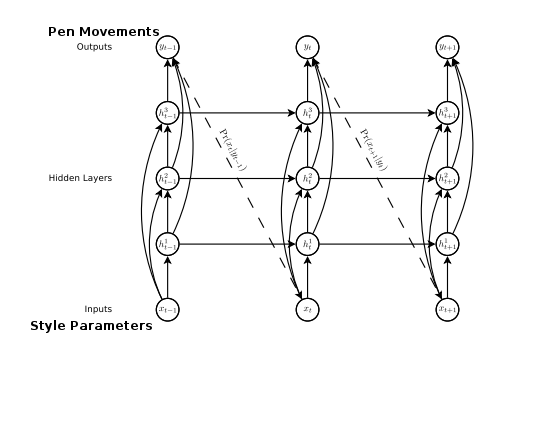 Pen Movements
Outputs
y_{t-1} y_t y_{t+1}
h^3_{t-1} h^3_t h^3_{t+1}
Pr(x_t|y_{t-1}) Pr(x_{t+1}|y_t)
Hidden Layers
h^2_{t-1} h^2_t h^2_{t+1}
h^1_{t-1} h^1_t h^1_{t+1}
Inputs
x_{t-1} x_t x_{t+1}
Style Parameters